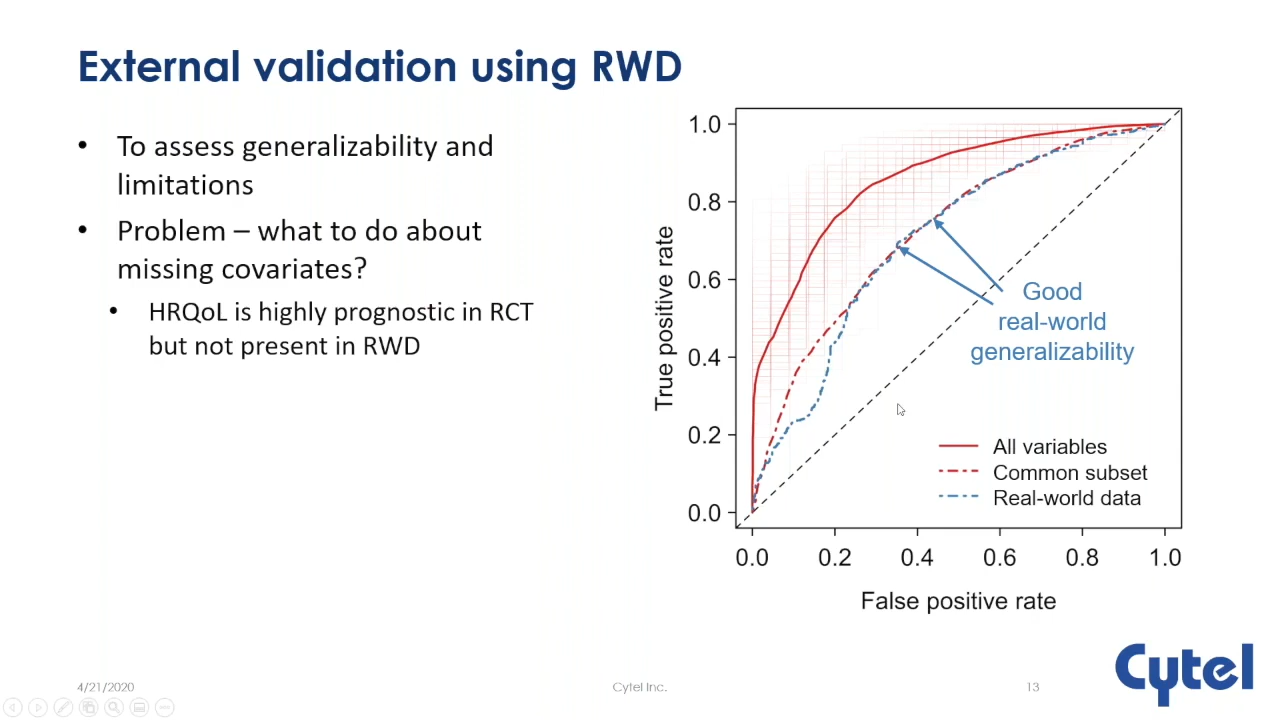 External validation using RWD
• To assess generalizability and
limitations
• Problem – what to do about
missing covariates?
• HRQoL is highly prognostic in RCT
but not present in RWD
True positive rate
1.0
0.8
0.6
0.4
0.2
0.0
Good
real-world
generalizability
All variables
Common subset
Real-world data
0.0 0.2 0.4 0.6 0.8 1.0
False positive rate
4/21/2020
Cytel Inc.
13
Cytel